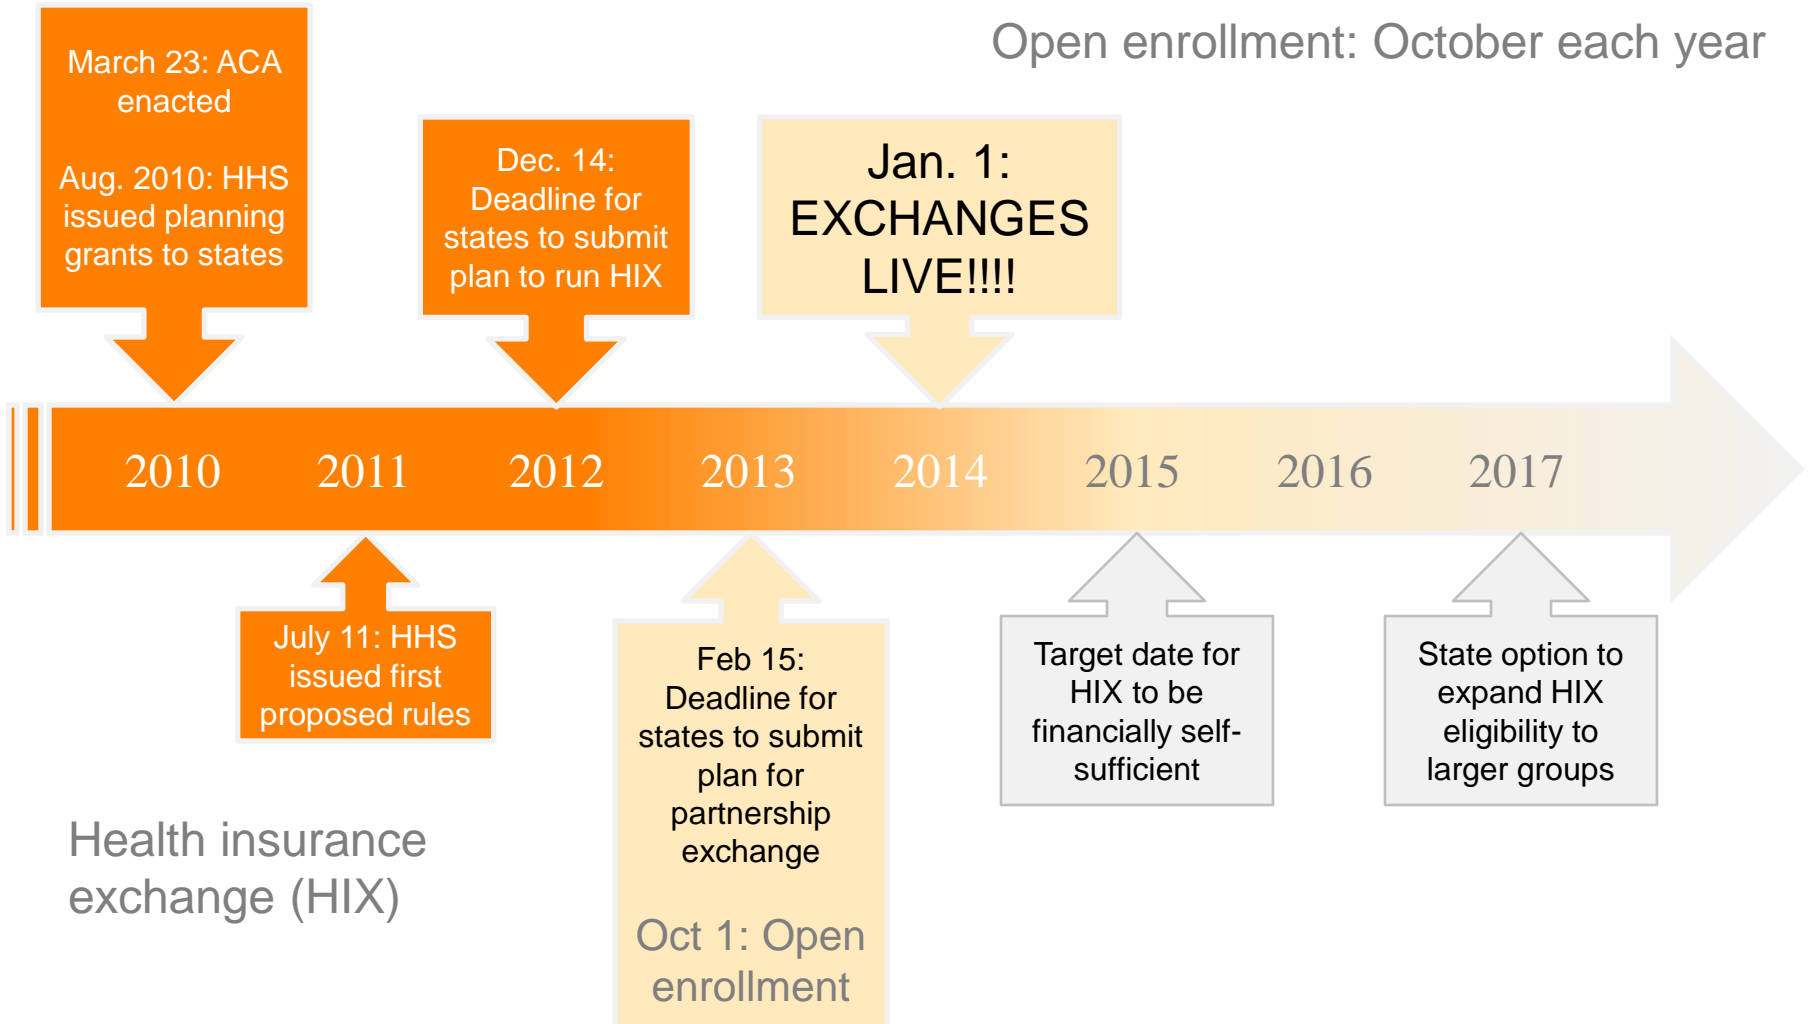 Open enrollment: October each year
March 23: ACA
enacted
Aug. 2010: HHS
issued planning
grants to states
Dec. 14:
Deadline for
states to submit
plan to run HIX
Jan. 1:
EXCHANGES
LIVE!!!!
2010
2011
2012
2013
2014
2015
2016
2017
July 11: HHS
issued first
proposed rules
Feb 15:
Deadline for
states to submit
plan for
partnership
exchange
Oct 1: Open
enrollment
Target date for
HIX to be
financially self-
sufficient
State option to
expand HIX
eligibility to
larger groups
Health insurance
exchange (HIX)